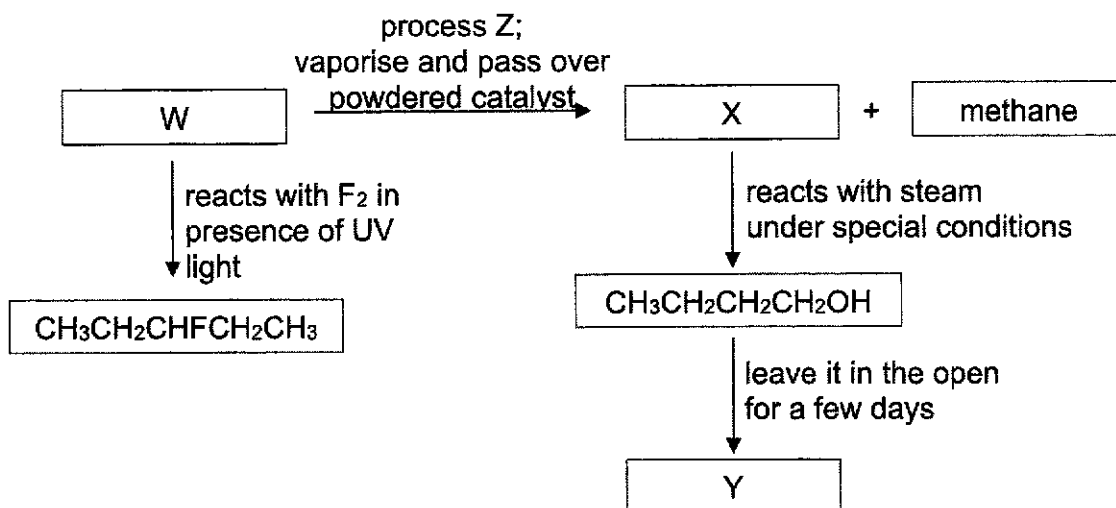 process Z;
vaporise and pass over
powdered catalyst
W
X
+
methane
reacts with F₂ in
presence of UV
light
reacts with steam
under special conditions
CH₃CH₂CHFCH₂CH₃
CH₃CH₂CH₂CH₂OH
leave it in the open
for a few days
Y